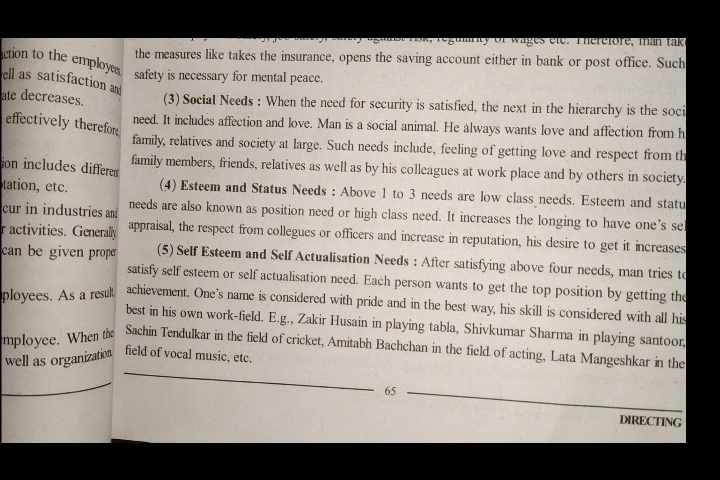 ction to the employees
ell as satisfaction and
ate decreases.
effectively therefore,
ion includes different
tation, etc.
cur in industries and
r activities. Generally
can be given proper
ployees. As a result,
mployee. When the
well as organization
job safety, safety against risk, regularity of wages etc. Therefore, man tak
the measures like takes the insurance, opens the saving account either in bank or post office. Such
safety is necessary for mental peace.
(3) Social Needs : When the need for security is satisfied, the next in the hierarchy is the soci
need. It includes affection and love. Man is a social animal. He always wants love and affection from h
family, relatives and society at large. Such needs include, feeling of getting love and respect from th
family members, friends, relatives as well as by his colleagues at work place and by others in society.
(4) Esteem and Status Needs : Above 1 to 3 needs are low class needs. Esteem and statu
needs are also known as position need or high class need. It increases the longing to have one's sel
appraisal, the respect from collegues or officers and increase in reputation, his desire to get it increases
(5) Self Esteem and Self Actualisation Needs : After satisfying above four needs, man tries to
satisfy self esteem or self actualisation need. Each person wants to get the top position by getting the
achievement. One's name is considered with pride and in the best way, his skill is considered with all his
best in his own work-field. E.g., Zakir Husain in playing tabla, Shivkumar Sharma in playing santoor,
Sachin Tendulkar in the field of cricket, Amitabh Bachchan in the field of acting, Lata Mangeshkar in the
field of vocal music, etc.
65
DIRECTING